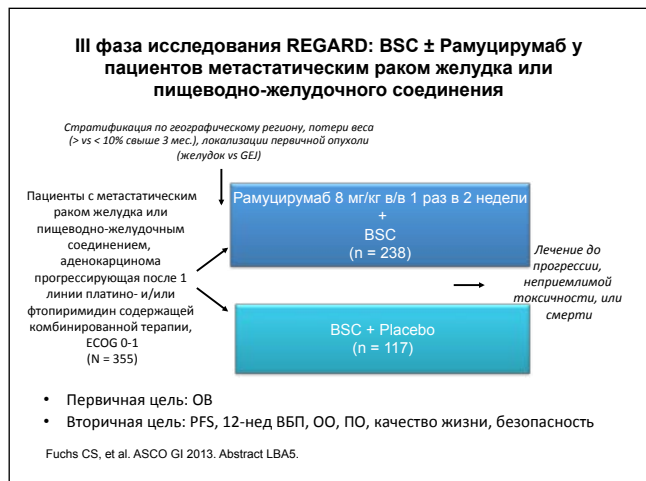 III фаза исследования REGARD: BSC ± Рамуцирумаб у
пациентов метастатическим раком желудка или
пищеводно-желудочного соединения
Стратификация по географическому региону, потери веса
(> vs < 10% свыше 3 мес.), локализации первичной опухоли
(желудок vs GEJ)
Пациенты с метастатическим
раком желудка или
пищеводно-желудочным
соединением,
аденокарцинома
прогрессирующая после 1
линии платино- и/или
фтопиримидин содержащей
комбинированной терапии,
ECOG 0-1
(N = 355)
Рамуцирумаб 8 мг/кг в/в 1 раз в 2 недели
+
BSC
(n = 238)
BSC + Placebo
(n = 117)
Лечение до
прогрессии,
неприемлимой
токсичности, или
смерти
• Первичная цель: ОВ
• Вторичная цель: PFS, 12-нед ВБП, ОО, ПО, качество жизни, безопасность
Fuchs CS, et al. ASCO GI 2013. Abstract LBA5.